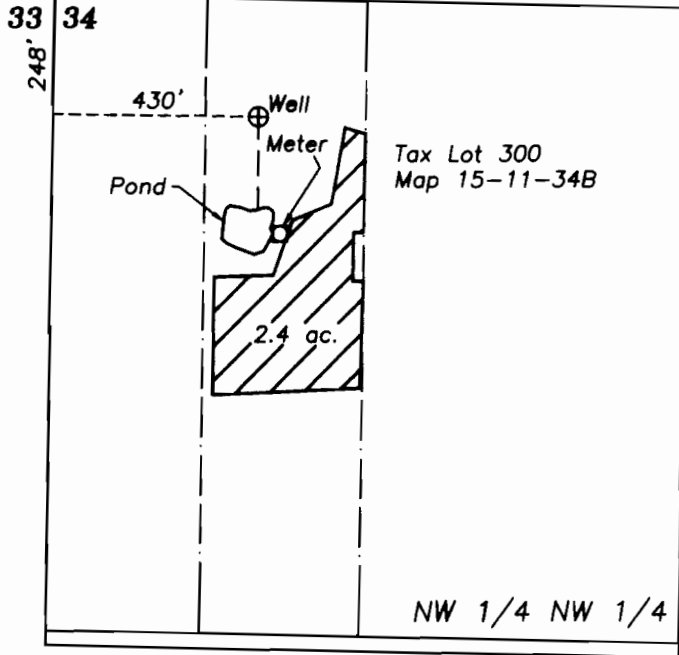 33 34
248'
430'
Well
Meter
Tax Lot 300
Map 15-11-34B
Pond
2.4 ac.
NW 1/4 NW 1/4